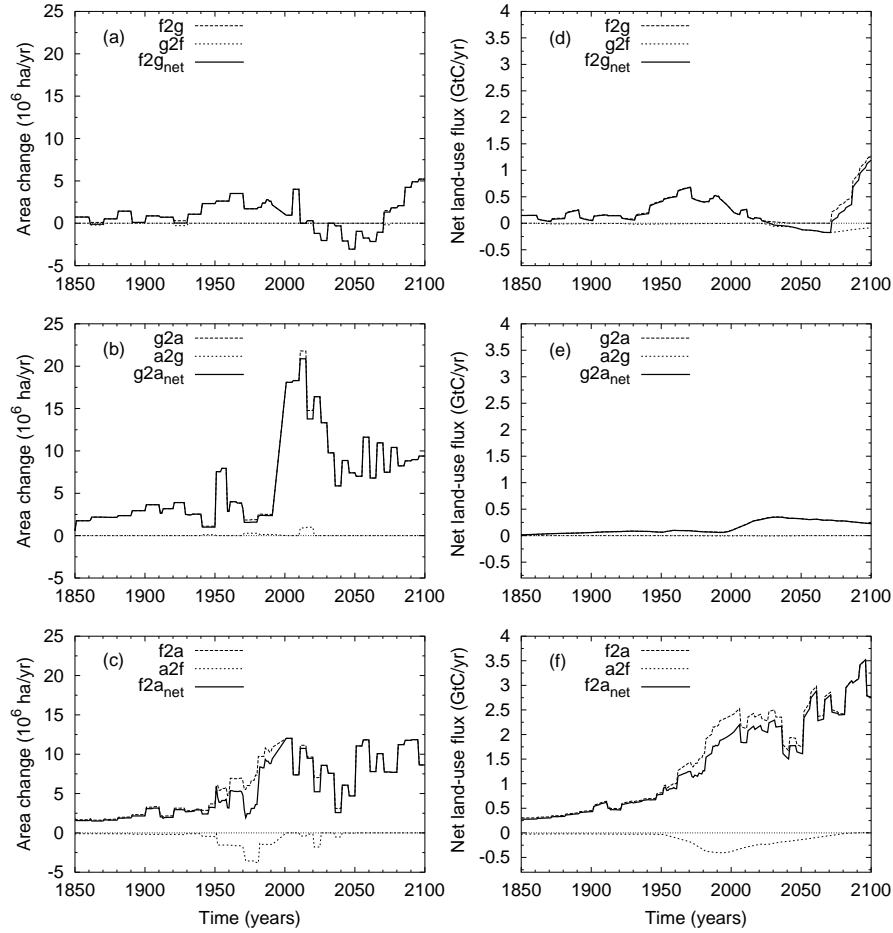 (a)
f2g
g2f
f2g_net
Area change (10^6 ha/yr)
25
20
15
10
5
0
-5
1850 1900 1950 2000 2050 2100
(d)
f2g
g2f
f2g_net
Net land-use flux (GtC/yr)
4
3.5
3
2.5
2
1.5
1
0.5
0
-0.5
1850 1900 1950 2000 2050 2100
(b)
g2a
a2g
g2a_net
Area change (10^6 ha/yr)
25
20
15
10
5
0
-5
1850 1900 1950 2000 2050 2100
(e)
g2a
a2g
g2a_net
Net land-use flux (GtC/yr)
4
3.5
3
2.5
2
1.5
1
0.5
0
-0.5
1850 1900 1950 2000 2050 2100
(c)
f2a
a2f
f2a_net
Area change (10^6 ha/yr)
25
20
15
10
5
0
-5
1850 1900 1950 2000 2050 2100
Time (years)
(f)
f2a
a2f
f2a_net
Net land-use flux (GtC/yr)
4
3.5
3
2.5
2
1.5
1
0.5
0
-0.5
1850 1900 1950 2000 2050 2100
Time (years)